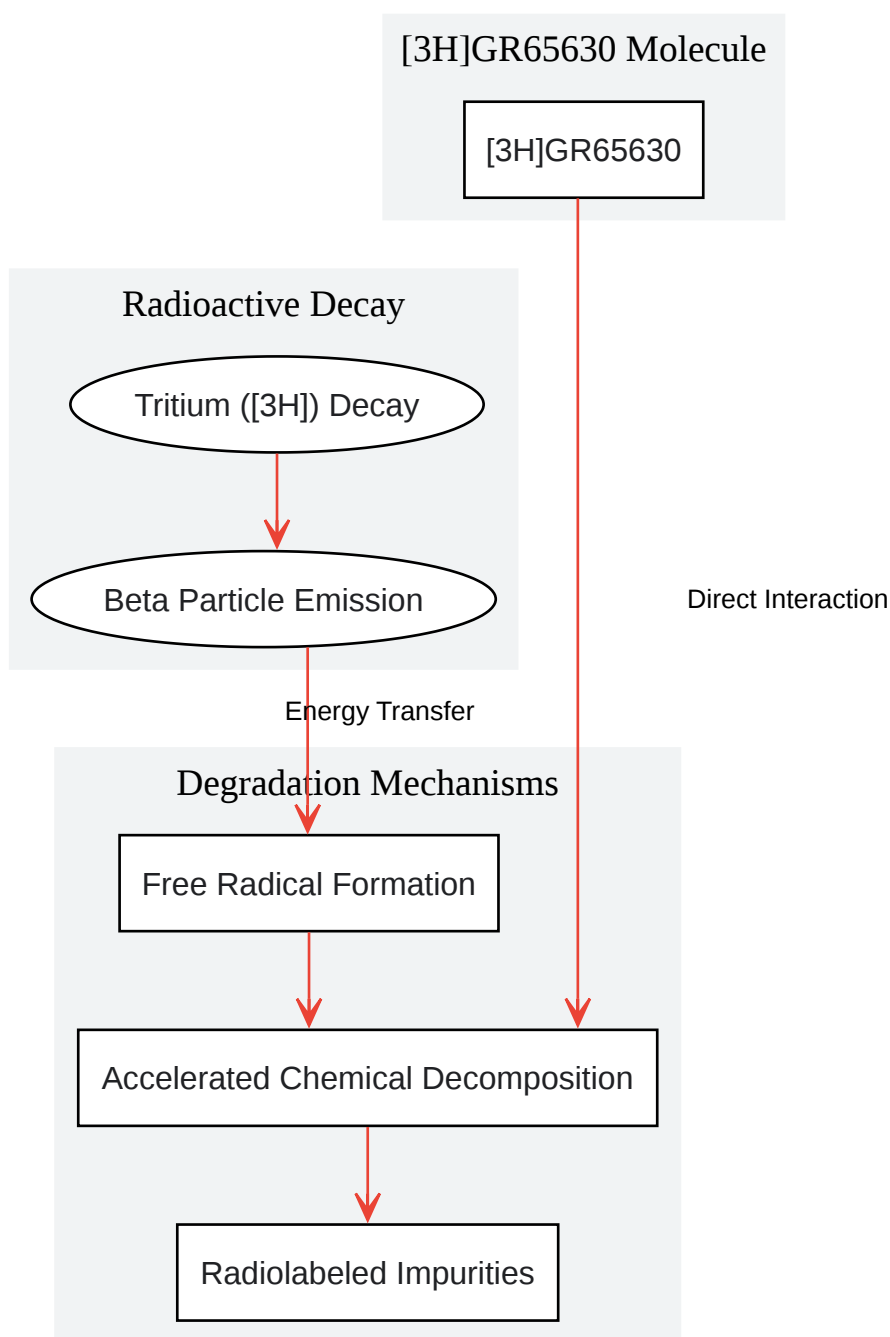 [3H]GR65630 Molecule
[3H]GR65630
Radioactive Decay
Tritium ([3H]) Decay
Beta Particle Emission
Direct Interaction
Energy Transfer
Degradation Mechanisms
Free Radical Formation
Accelerated Chemical Decomposition
Radiolabeled Impurities